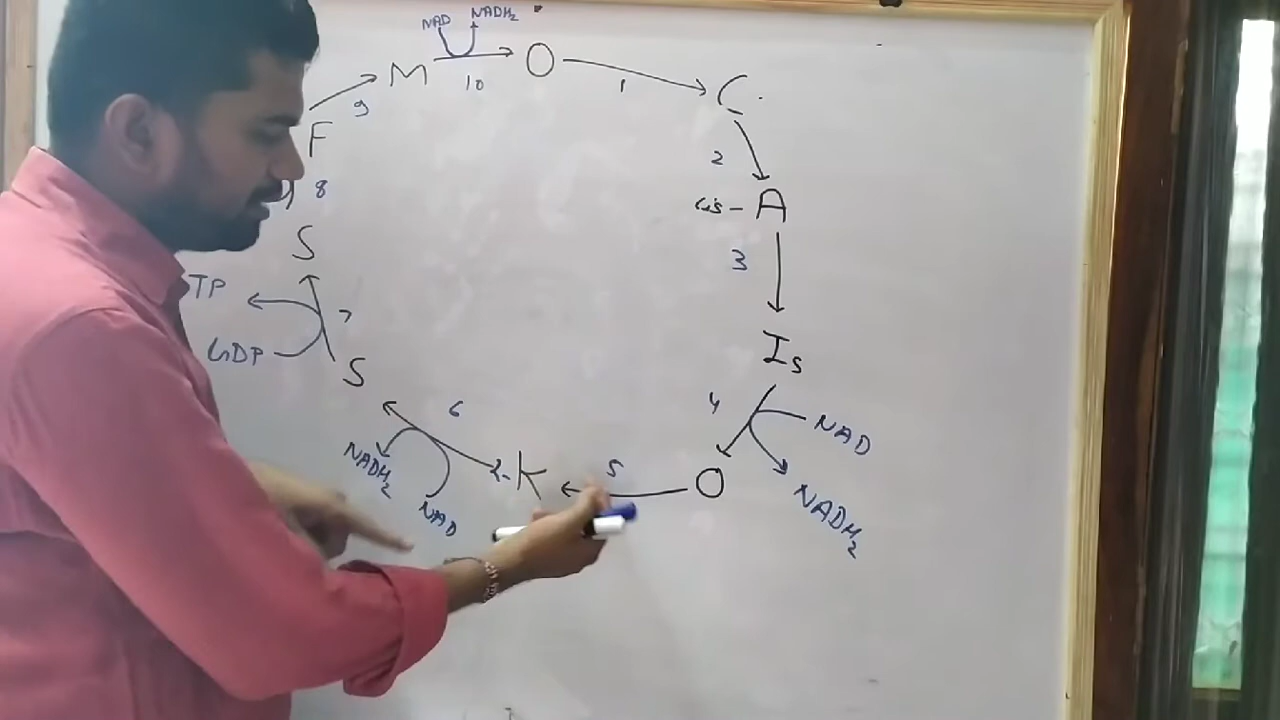 NAD NADH2
M O C.
9 10 1
F
2
8
cis- A
S
3
TP
7
GDP
Is
S
4 NAD
6
NADH2 2- K 5 O
NAD
NADH2